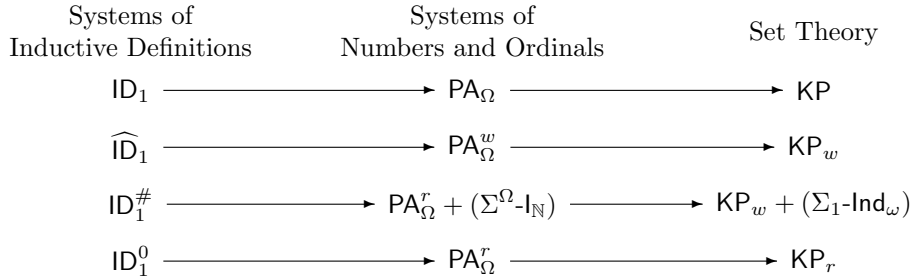 Systems of Inductive Definitions Systems of Numbers and Ordinals Set Theory
ID₁ PA_Ω KP
\widehat{ID}₁ PA_Ω^w KP_w
ID₁^# PA_Ω^r + (Σ^Ω-I_ℕ) KP_w + (Σ₁-Ind_ω)
ID₁^0 PA_Ω^r KP_r